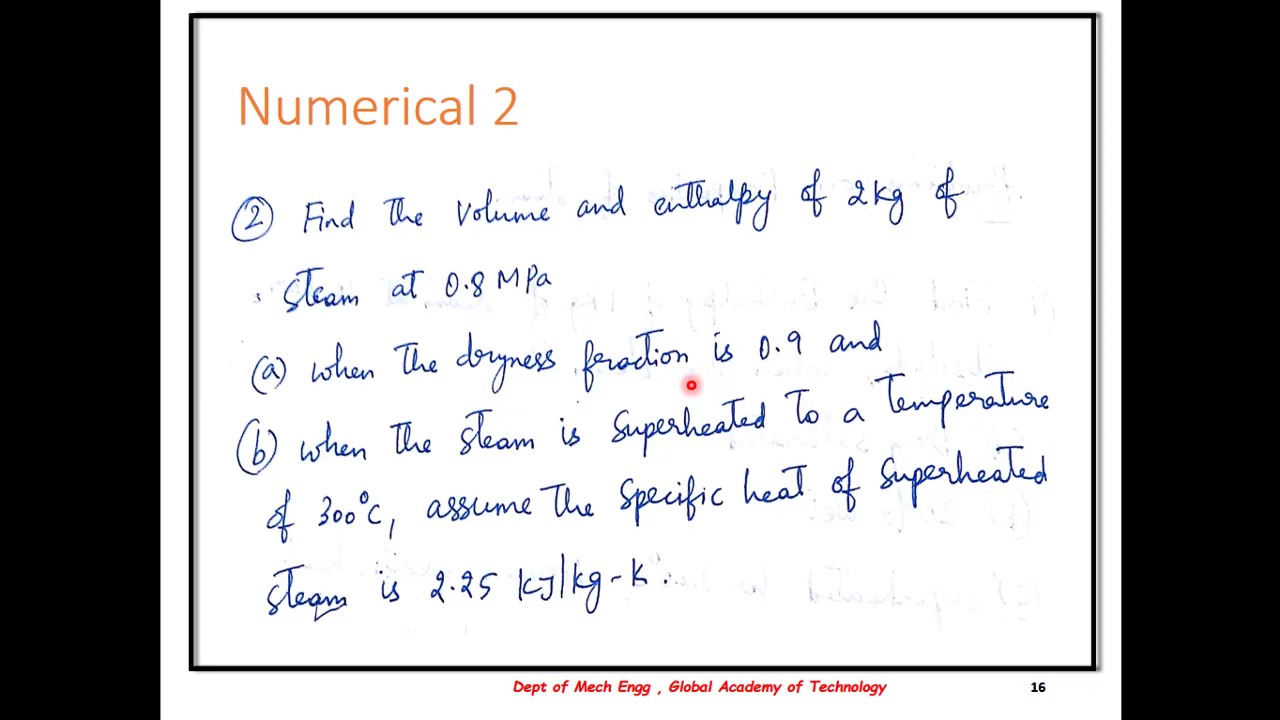 Numerical 2
② Find the Volume and enthalpy of 2kg of
steam at 0.8 MPa
(a) when the dryness fraction is 0.9 and
(b) when the steam is superheated to a temperature
of 300°C, assume the specific heat of superheated
steam is 2.25 KJ/kg-K.
Dept of Mech Engg , Global Academy of Technology
16